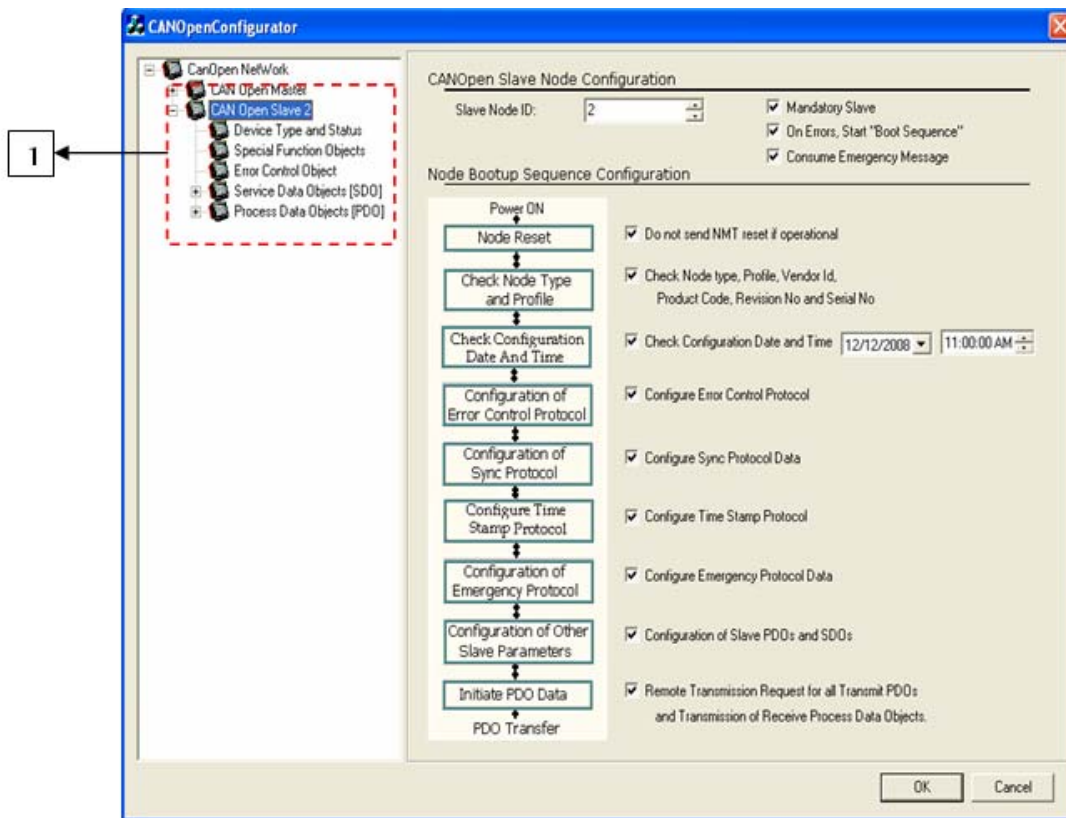 CANOpenConfigurator
CanOpen NetWork
CAN Open Master
CAN Open Slave 2
Device Type and Status
Special Function Objects
Error Control Object
Service Data Objects [SDO]
Process Data Objects [PDO]
1
CANOpen Slave Node Configuration
Slave Node ID: 2
Mandatory Slave
On Errors, Start "Boot Sequence"
Consume Emergency Message
Node Bootup Sequence Configuration
Power ON
Node Reset
Do not send NMT reset if operational
Check Node Type
and Profile
Check Node type, Profile, Vendor Id,
Product Code, Revision No and Serial No
Check Configuration
Date And Time
Check Configuration Date and Time 12/12/2008 11:00:00 AM
Configuration of
Error Control Protocol
Configure Error Control Protocol
Configuration of
Sync Protocol
Configure Sync Protocol Data
Configure Time
Stamp Protocol
Configure Time Stamp Protocol
Configuration of
Emergency Protocol
Configure Emergency Protocol Data
Configuration of Other
Slave Parameters
Configuration of Slave PDOs and SDOs
Initiate PDO Data
Remote Transmission Request for all Transmit PDOs
and Transmission of Receive Process Data Objects.
PDO Transfer
OK
Cancel